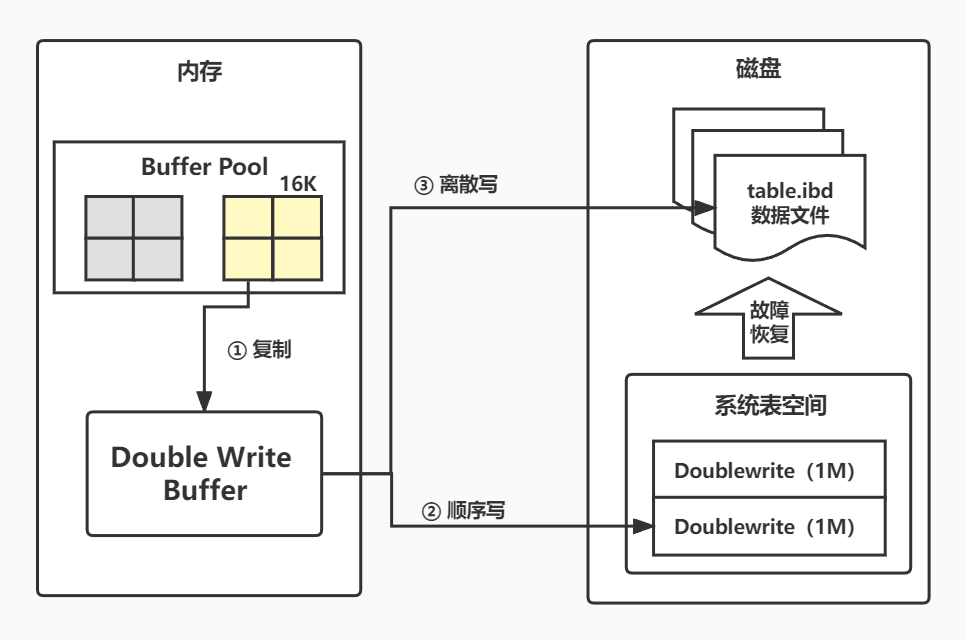 内存
Buffer Pool
16K
① 复制
Double Write
Buffer
③ 离散写
② 顺序写
磁盘
table.ibd
数据文件
故障
恢复
系统表空间
Doublewrite（1M）
Doublewrite（1M）